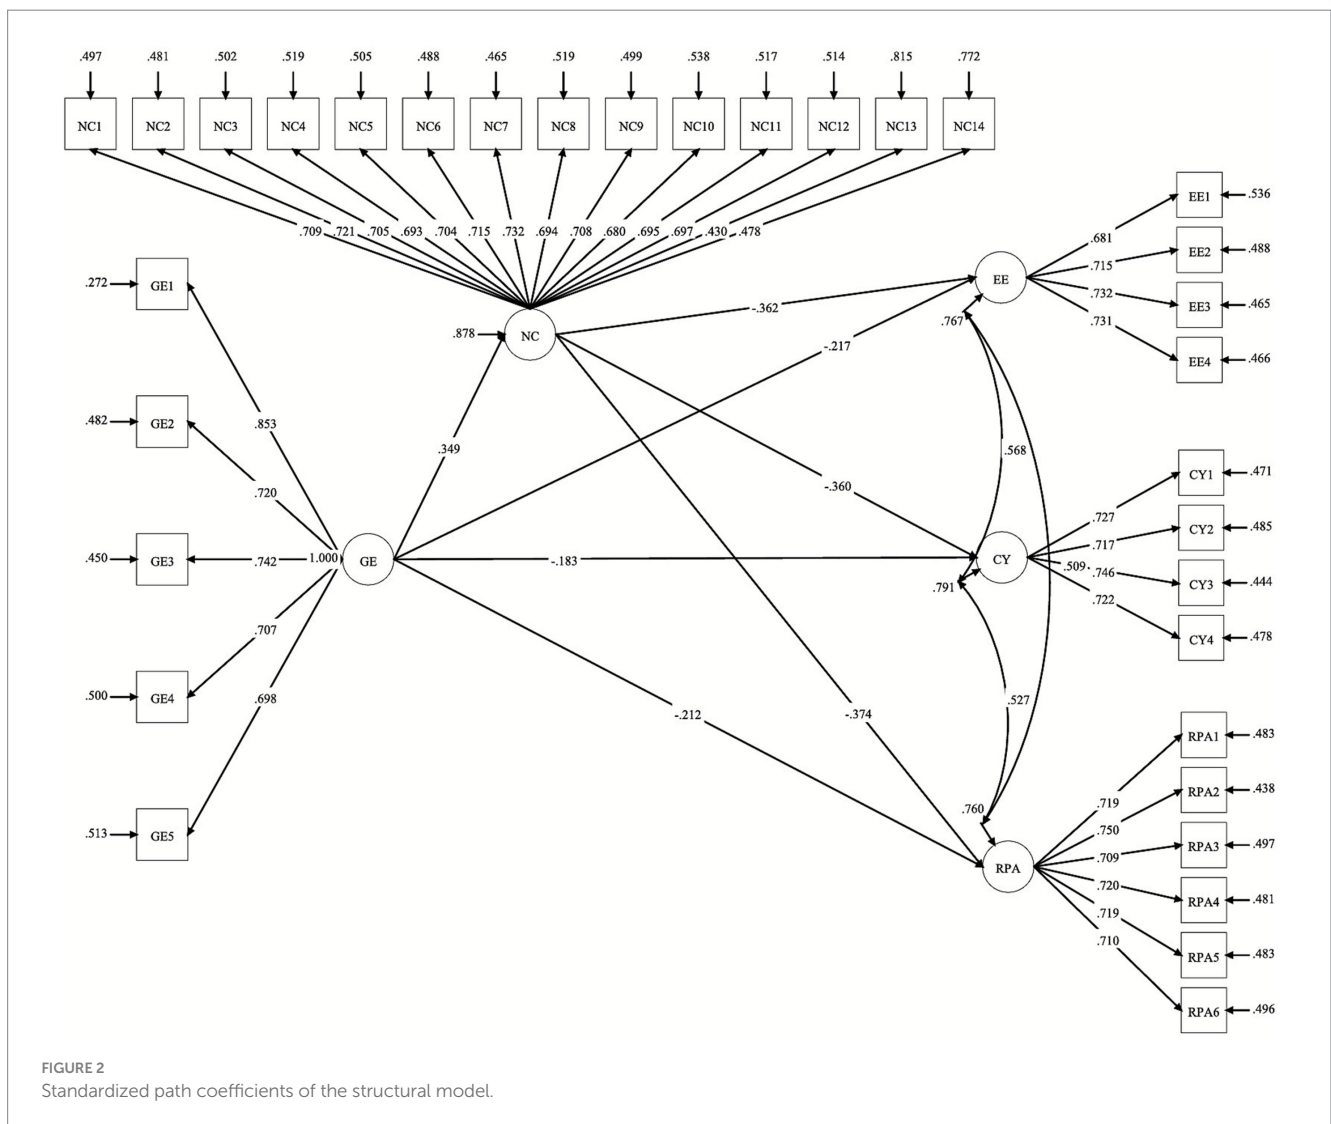 .497 .481 .502 .519 .505 .488 .465 .519 .499 .538 .517 .514 .815 .772
NC1 NC2 NC3 NC4 NC5 NC6 NC7 NC8 NC9 NC10 NC11 NC12 NC13 NC14
.709 .721 .705 .693 .704 .715 .732 .694 .708 .680 .695 .697 .430 .478
EE1 .536
.681
EE2 .488
.715
EE
.272 GE1
.732
EE3 .465
-.362
.767
.731
.878 NC
-.217
EE4 .466
.482 GE2
.853
.349
.568
CY1 .471
-.360
.720
.727
CY2 .485
.717
.450 GE3
.742
1.000
GE
-.183
CY
.509
.746
CY3 .444
.791
.722
.707
CY4 .478
.500 GE4
.698
.527
-.212
-.374
RPA1 .483
RPA2 .438
.719
.760
.513 GE5
.750
RPA3 .497
.709
RPA
.720
RPA4 .481
.719
.710
RPA5 .483
RPA6 .496
FIGURE 2
Standardized path coefficients of the structural model.